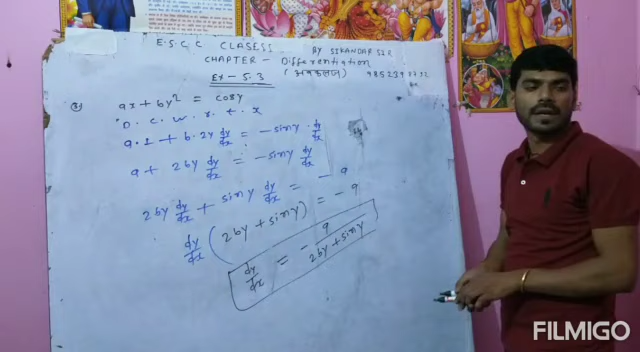 E.S.C.C CLASESS BY SIKANDAR SIR
CHAPTER - Differentiation
Ex - 5.3 (अवकलन)
ax + by² = cosy
D. C. W. r. t. x
a.1 + b.2y dy/dx = -siny. dy/dx
a + 2by dy/dx = -siny dy/dx
2by dy/dx + siny dy/dx = -a
dy/dx (2by + siny) = -a
dy/dx = - a/2by + siny
FILMIGO